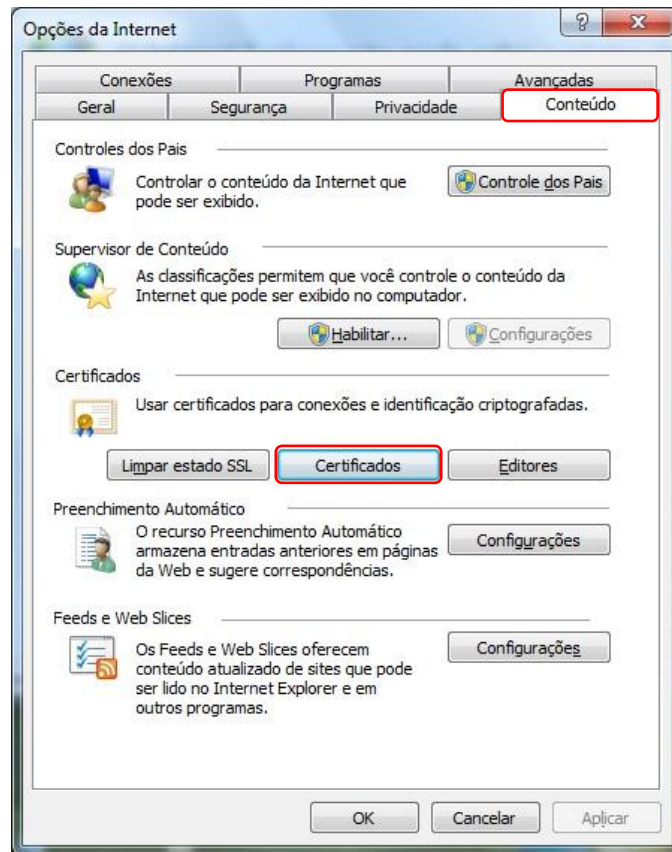 Opções da Internet
Conexões Programas Avançadas
Geral Segurança Privacidade Conteúdo
Controles dos Pais
Controlar o conteúdo da Internet que
pode ser exibido.
Controle dos Pais
Supervisor de Conteúdo
As classificações permitem que você controle o conteúdo da
Internet que pode ser exibido no computador.
Habilitar... Configurações
Certificados
Usar certificados para conexões e identificação criptografadas.
Limpar estado SSL Certificados Editores
Preenchimento Automático
O recurso Preenchimento Automático
armazena entradas anteriores em páginas
da Web e sugere correspondências.
Configurações
Feeds e Web Slices
Os Feeds e Web Slices oferecem
conteúdo atualizado de sites que pode
ser lido no Internet Explorer e em
outros programas.
Configurações
OK Cancelar Aplicar